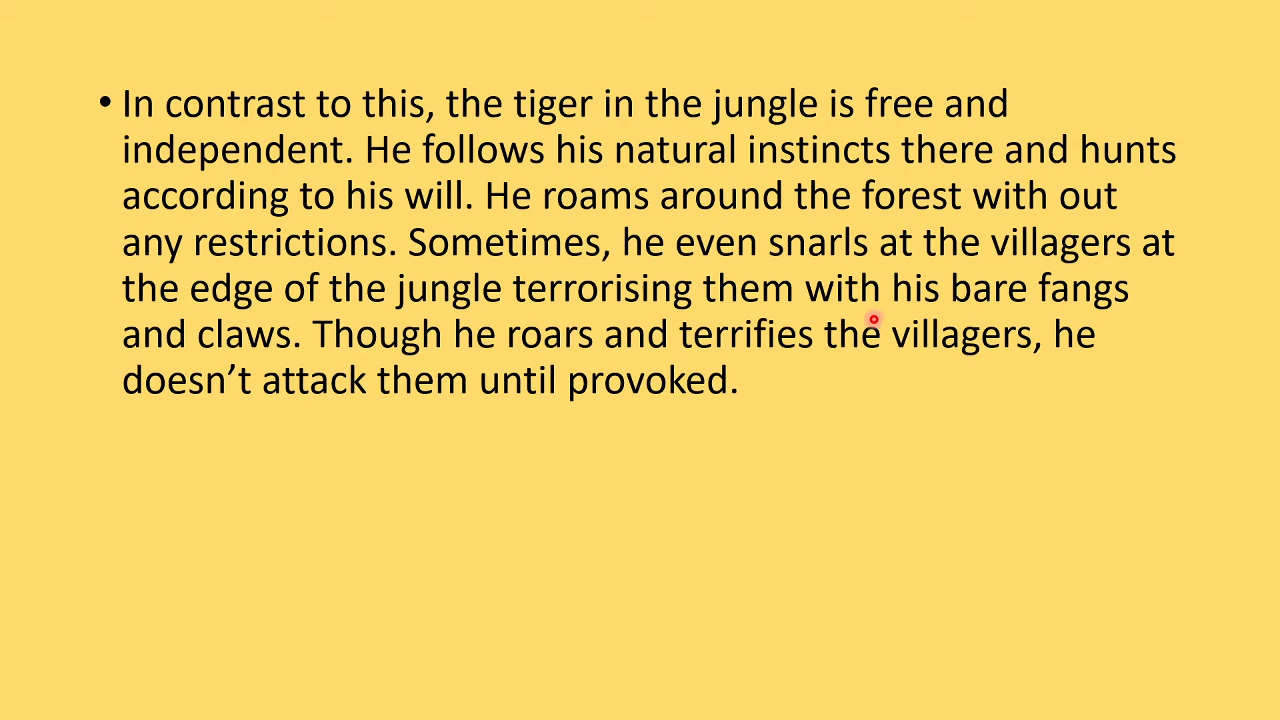 • In contrast to this, the tiger in the jungle is free and
independent. He follows his natural instincts there and hunts
according to his will. He roams around the forest with out
any restrictions. Sometimes, he even snarls at the villagers at
the edge of the jungle terrorising them with his bare fangs
and claws. Though he roars and terrifies the villagers, he
doesn’t attack them until provoked.